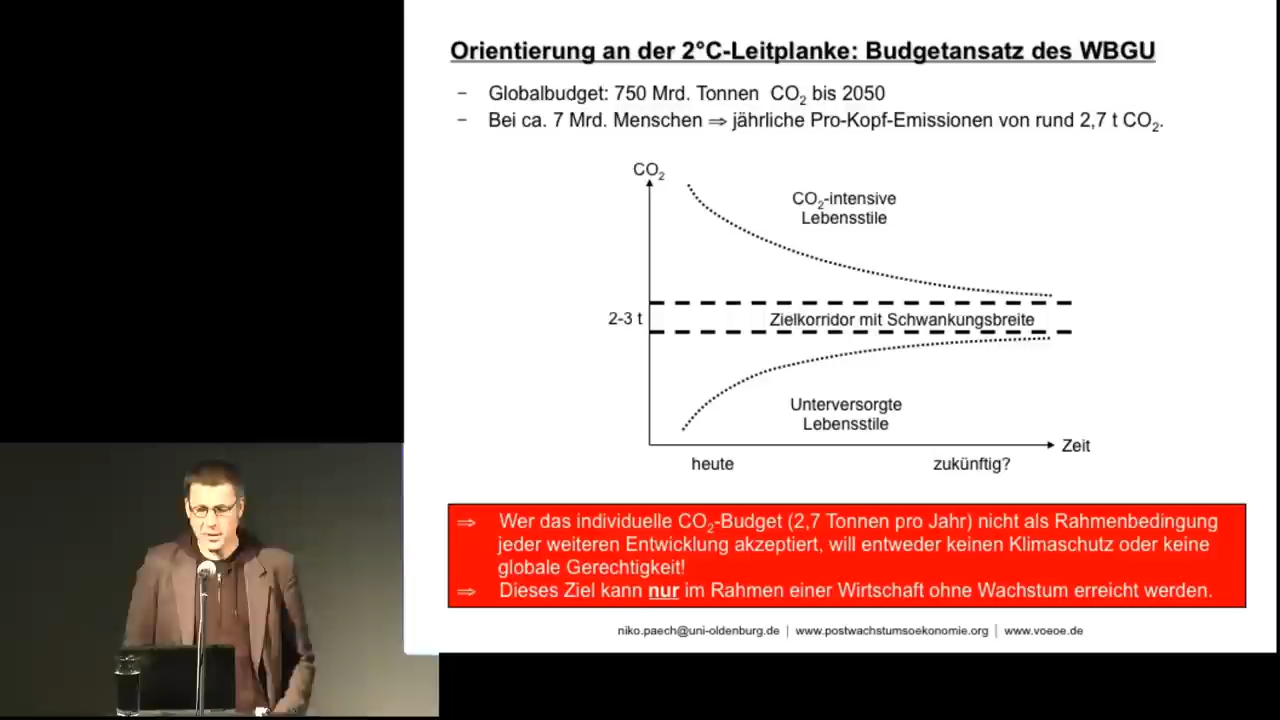 Orientierung an der 2°C-Leitplanke: Budgetansatz des WBGU
– Globalbudget: 750 Mrd. Tonnen CO₂ bis 2050
– Bei ca. 7 Mrd. Menschen ⇒ jährliche Pro-Kopf-Emissionen von rund 2,7 t CO₂.
CO₂
CO₂-intensive
Lebensstile
2-3 t
Zielkorridor mit Schwankungsbreite
Unterversorgte
Lebensstile
Zeit
heute
zukünftig?
⇒ Wer das individuelle CO₂-Budget (2,7 Tonnen pro Jahr) nicht als Rahmenbedingung
jeder weiteren Entwicklung akzeptiert, will entweder keinen Klimaschutz oder keine
globale Gerechtigkeit!
⇒ Dieses Ziel kann nur im Rahmen einer Wirtschaft ohne Wachstum erreicht werden.
niko.paech@uni-oldenburg.de | www.postwachstumsoekonomie.org | www.voeoe.de